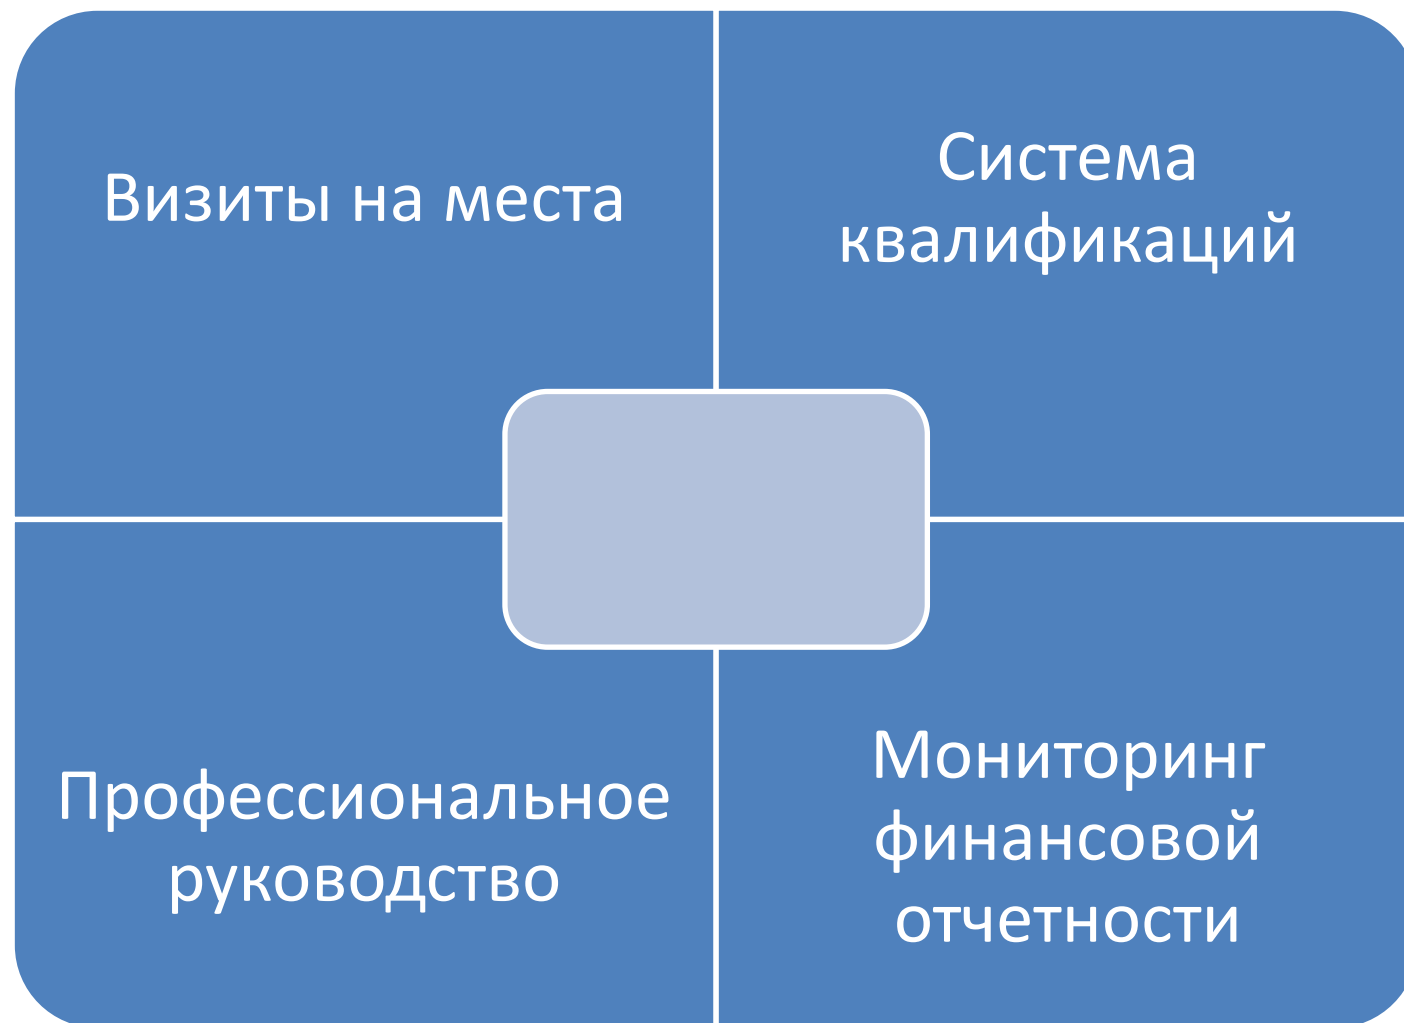 Визиты на места
Система
квалификаций
Профессиональное
руководство
Мониторинг
финансовой
отчетности